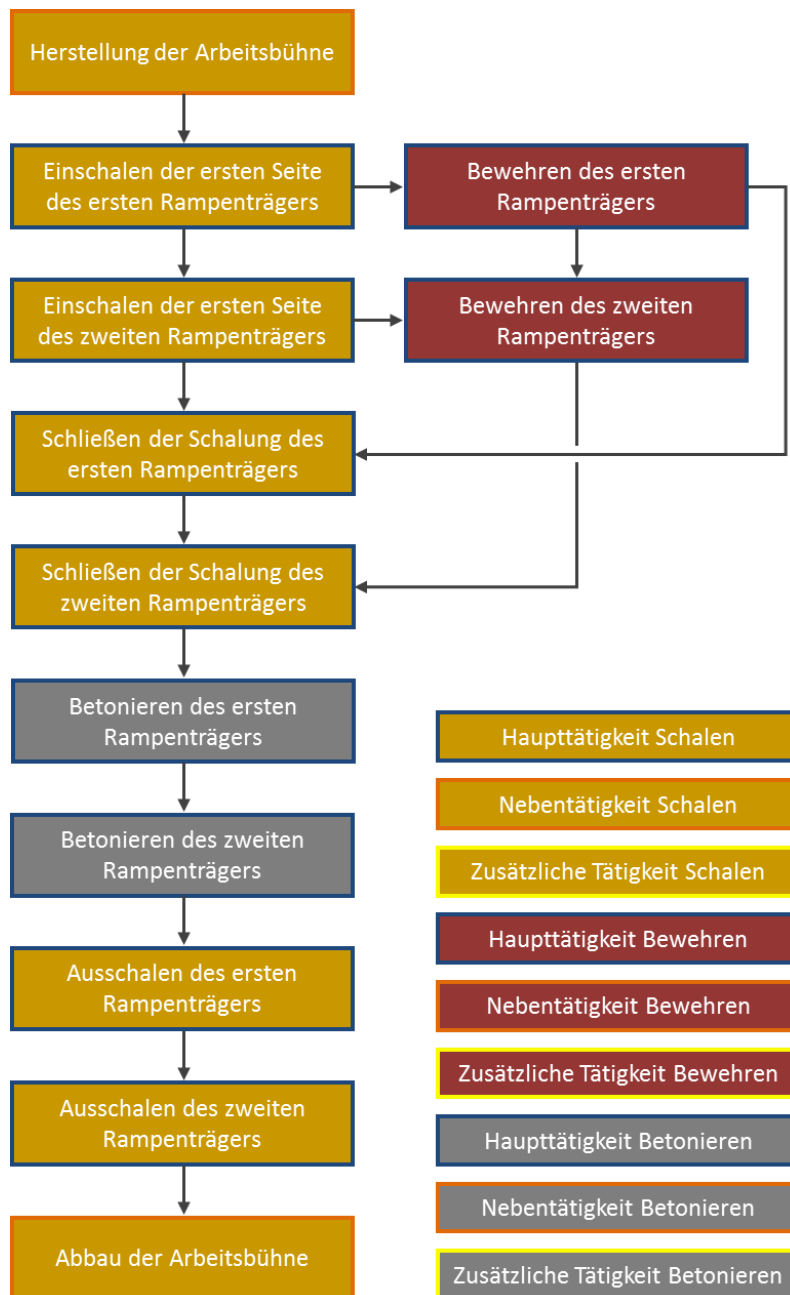 Herstellung der Arbeitsbühne
Einschalen der ersten Seite
des ersten Rampenträgers
Bewehren des ersten
Rampenträgers
Einschalen der ersten Seite
des zweiten Rampenträgers
Bewehren des zweiten
Rampenträgers
Schließen der Schalung des
ersten Rampenträgers
Schließen der Schalung des
zweiten Rampenträgers
Betonieren des ersten
Rampenträgers
Betonieren des zweiten
Rampenträgers
Ausschalen des ersten
Rampenträgers
Ausschalen des zweiten
Rampenträgers
Abbau der Arbeitsbühne
Haupttätigkeit Schalen
Nebentätigkeit Schalen
Zusätzliche Tätigkeit Schalen
Haupttätigkeit Bewehren
Nebentätigkeit Bewehren
Zusätzliche Tätigkeit Bewehren
Haupttätigkeit Betonieren
Nebentätigkeit Betonieren
Zusätzliche Tätigkeit Betonieren